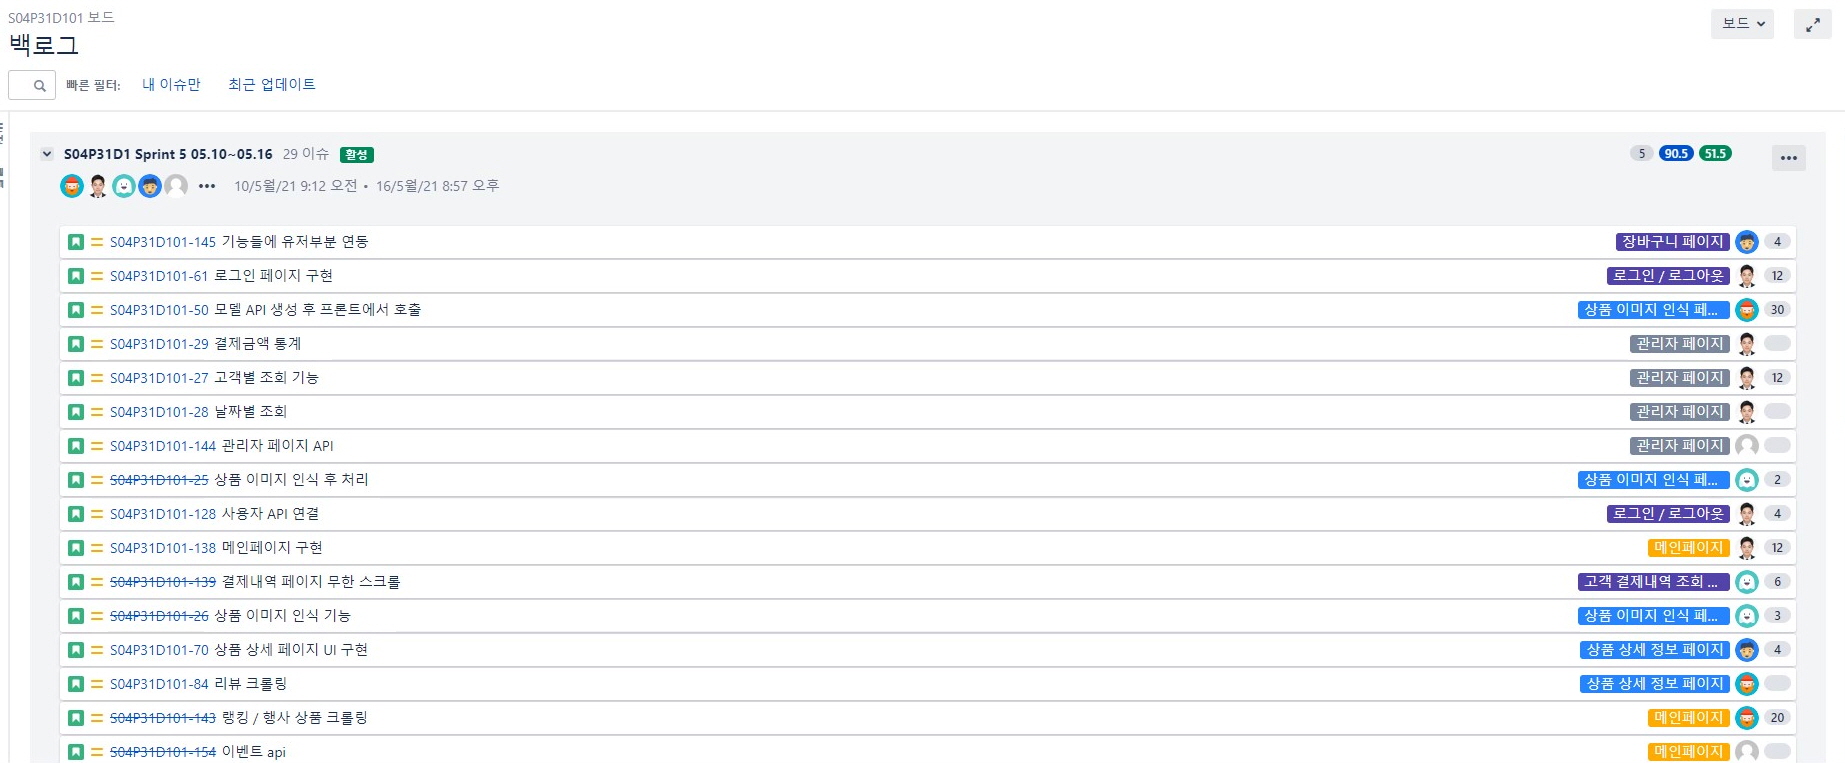 S04P31D101 보드
백로그
보드
빠른 필터: 내 이슈만 최근 업데이트
S04P31D1 Sprint 5 05.10~05.16 29 이슈 활성 5 90.5 51.5 •••
••• 10/5월/21 9:12 오전 • 16/5월/21 8:57 오후
S04P31D101-145 기능들에 유저부분 연동 장바구니 페이지 4
S04P31D101-61 로그인 페이지 구현 로그인 / 로그아웃 12
S04P31D101-50 모델 API 생성 후 프론트에서 호출 상품 이미지 인식 페... 30
S04P31D101-29 결제금액 통계 관리자 페이지
S04P31D101-27 고객별 조회 기능 관리자 페이지 12
S04P31D101-28 날짜별 조회 관리자 페이지
S04P31D101-144 관리자 페이지 API 관리자 페이지
S04P31D101-25 상품 이미지 인식 후 처리 상품 이미지 인식 페... 2
S04P31D101-128 사용자 API 연결 로그인 / 로그아웃 4
S04P31D101-138 메인페이지 구현 메인페이지 12
S04P31D101-139 결제내역 페이지 무한 스크롤 고객 결제내역 조회 ... 6
S04P31D101-26 상품 이미지 인식 기능 상품 이미지 인식 페... 3
S04P31D101-70 상품 상세 페이지 UI 구현 상품 상세 정보 페이지 4
S04P31D101-84 리뷰 크롤링 상품 상세 정보 페이지
S04P31D101-143 랭킹 / 행사 상품 크롤링 메인페이지 20
S04P31D101-154 이벤트 api 메인페이지